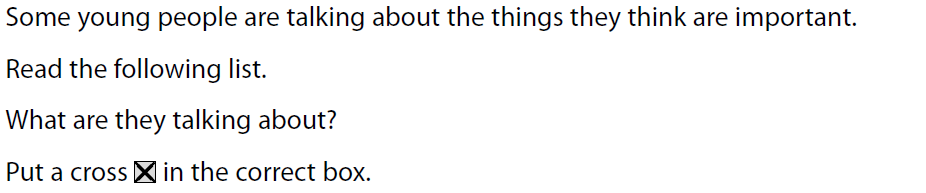 Some young people are talking about the things they think are important.
Read the following list.
What are they talking about?
Put a cross ☒ in the correct box.